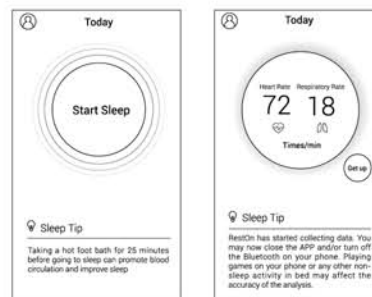 Today
Start Sleep
Sleep Tip
Taking a hot foot bath for 25 minutes
before going to sleep can promote blood
circulation and improve sleep
Today
Heart Rate Respiratory Rate
72 18
Times/min
Get up
Sleep Tip
RestOn has started collecting data. You
may now close the APP and/or turn off
the Bluetooth on your phone. Playing
games on your phone or any other non-
sleep activity in bed may affect the
accuracy of the analysis.